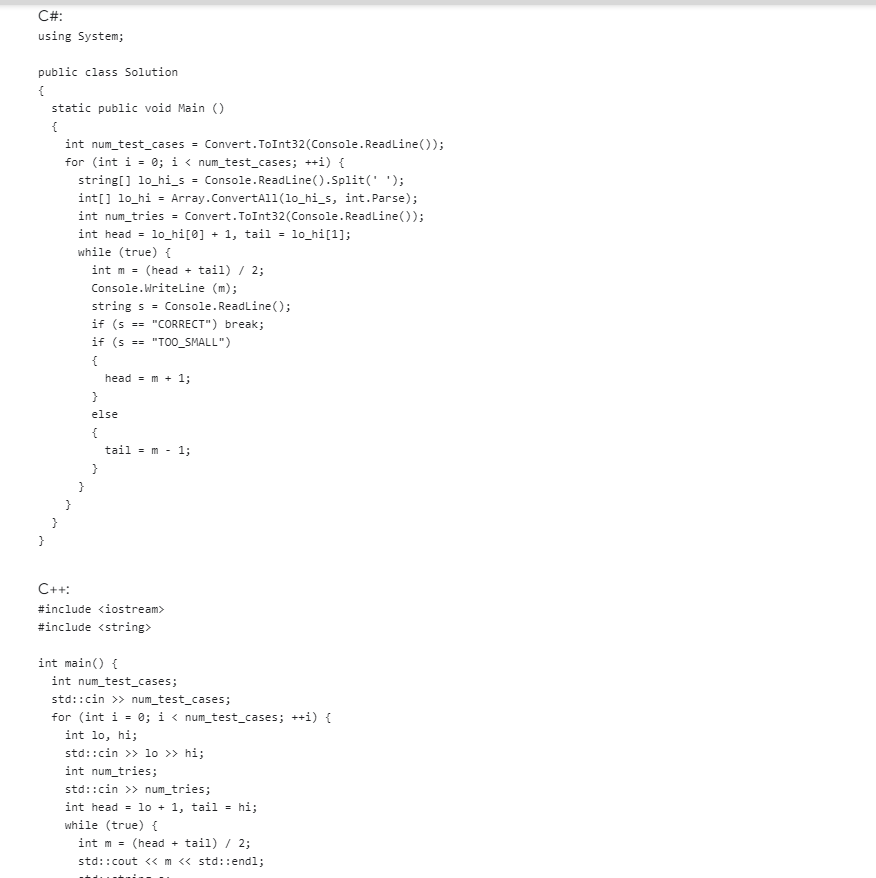 C#:
using System;

public class Solution
{
  static public void Main ()
  {
    int num_test_cases = Convert.ToInt32(Console.ReadLine());
    for (int i = 0; i < num_test_cases; ++i) {
      string[] lo_hi_s = Console.ReadLine().Split(' ');
      int[] lo_hi = Array.ConvertAll(lo_hi_s, int.Parse);
      int num_tries = Convert.ToInt32(Console.ReadLine());
      int head = lo_hi[0] + 1, tail = lo_hi[1];
      while (true) {
        int m = (head + tail) / 2;
        Console.WriteLine (m);
        string s = Console.ReadLine();
        if (s == "CORRECT") break;
        if (s == "TOO_SMALL")
        {
          head = m + 1;
        }
        else
        {
          tail = m - 1;
        }
      }
    }
  }
}

C++:
#include <iostream>
#include <string>

int main() {
  int num_test_cases;
  std::cin >> num_test_cases;
  for (int i = 0; i < num_test_cases; ++i) {
    int lo, hi;
    std::cin >> lo >> hi;
    int num_tries;
    std::cin >> num_tries;
    int head = lo + 1, tail = hi;
    while (true) {
      int m = (head + tail) / 2;
      std::cout << m << std::endl;